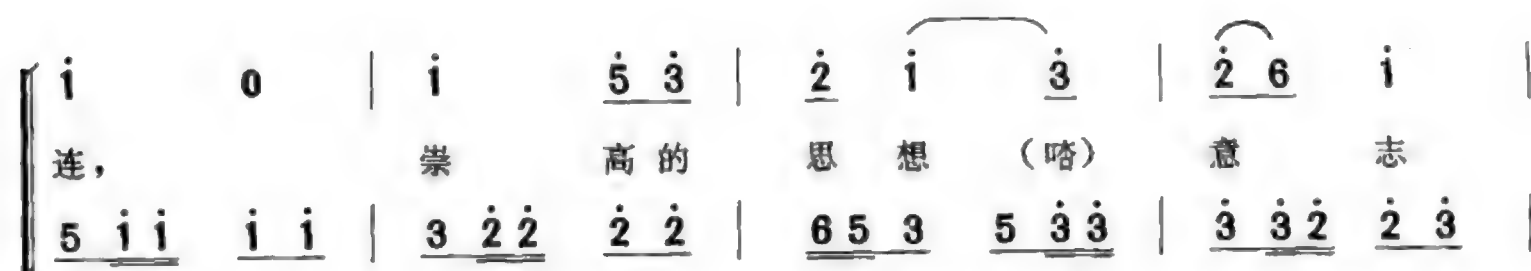 i̇ 0 | i̇ 5̇ 3̇ | 2̇ i̇ 3̇ | 2̇ 6 i̇ |
连， 崇 高 的 思 想 （喒） 意 志
5 i̇ i̇ i̇ i̇ | 3 2̇ 2̇ 2̇ 2̇ | 6 5 3 5 3̇ 3̇ | 3̇ 3̇ 2̇ 2̇ 3̇ |